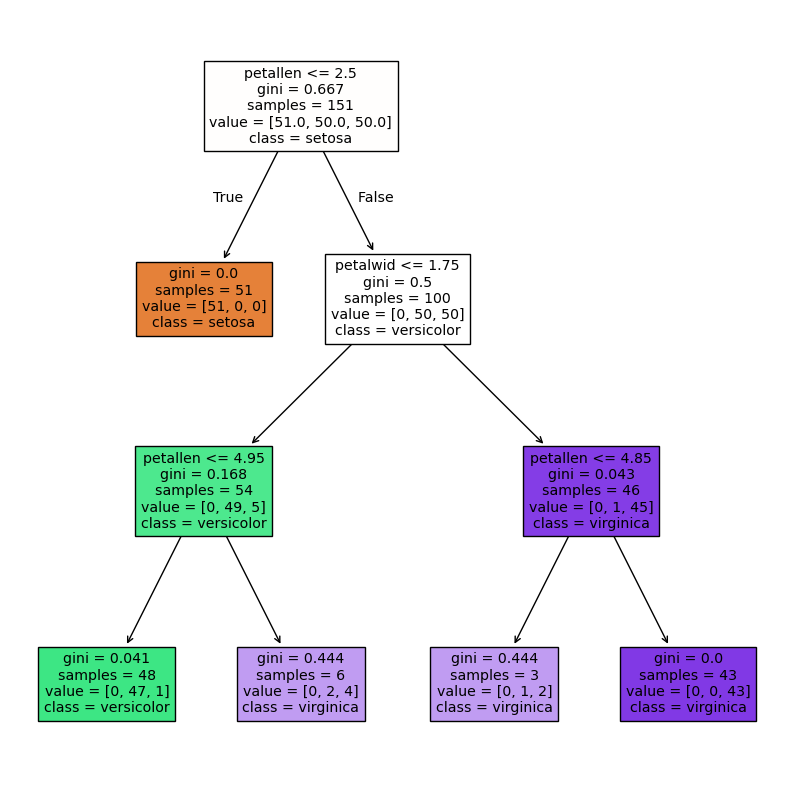 petallen <= 2.5
gini = 0.667
samples = 151
value = [51.0, 50.0, 50.0]
class = setosa
True
False
gini = 0.0
samples = 51
value = [51, 0, 0]
class = setosa
petalwid <= 1.75
gini = 0.5
samples = 100
value = [0, 50, 50]
class = versicolor
petallen <= 4.95
gini = 0.168
samples = 54
value = [0, 49, 5]
class = versicolor
petallen <= 4.85
gini = 0.043
samples = 46
value = [0, 1, 45]
class = virginica
gini = 0.041
samples = 48
value = [0, 47, 1]
class = versicolor
gini = 0.444
samples = 6
value = [0, 2, 4]
class = virginica
gini = 0.444
samples = 3
value = [0, 1, 2]
class = virginica
gini = 0.0
samples = 43
value = [0, 0, 43]
class = virginica